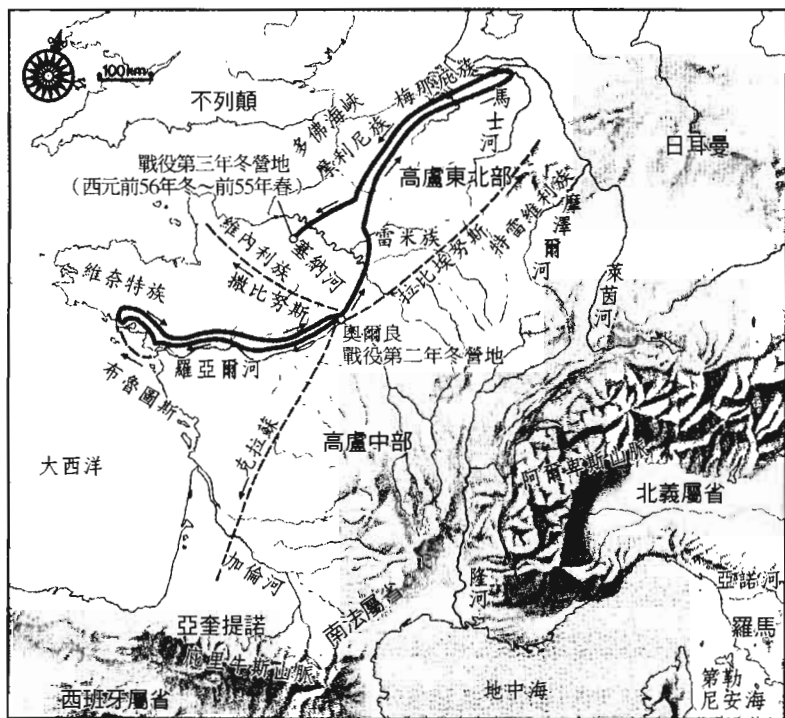 100km
不列顛
多佛海峽
梅那庇族
摩利尼族
馬士河
日耳曼
戰役第三年冬營地
(西元前56年冬~前55年春)
高盧東北部
塞納河
雷米族
特雷維利族
摩澤爾河
萊茵河
維內利族
撒比努斯
拉比埃努斯
維奈特族
奧爾良
戰役第二年冬營地
羅亞爾河
布魯圖斯
克拉蘇
高盧中部
大西洋
阿爾卑斯山脈
北義屬省
加倫河
隆河
亞諾河
亞奎提諾
南法屬省
羅馬
庇里牛斯山脈
西班牙屬省
地中海
第勒
尼安海